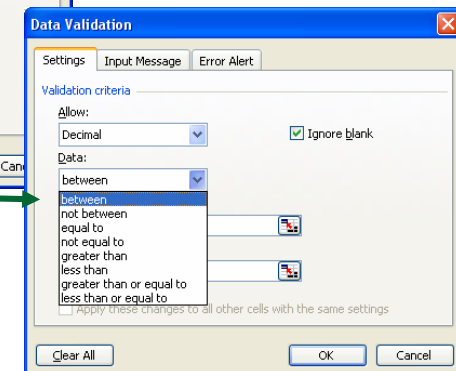 Data Validation
Settings Input Message Error Alert
Validation criteria
Allow:
Decimal Ignore blank
Data:
between
between
not between
equal to
not equal to
greater than
less than
greater than or equal to
less than or equal to
Apply these changes to all other cells with the same settings
Can
Clear All OK Cancel